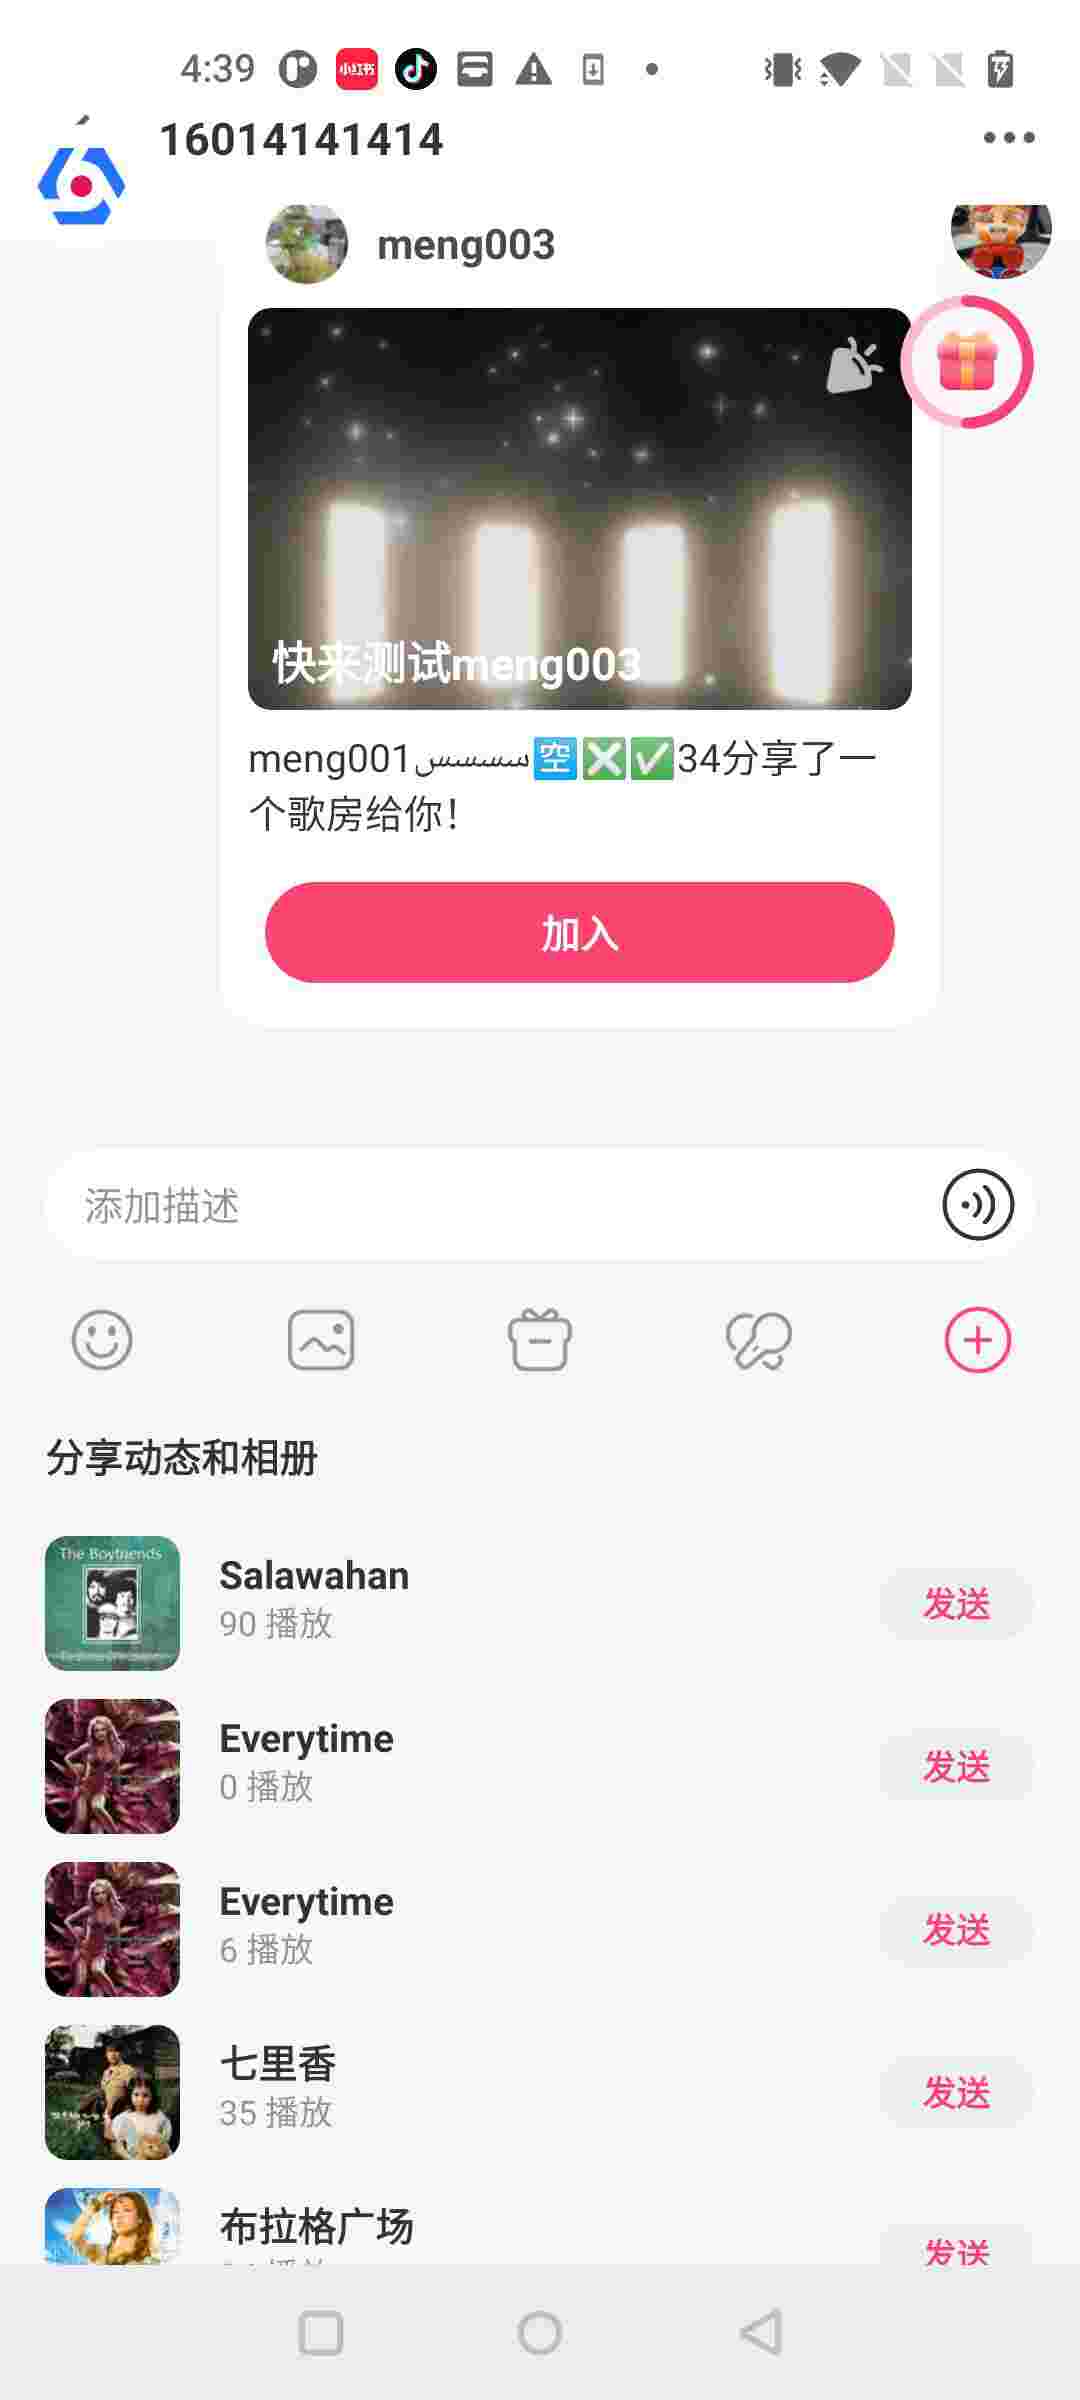 4:39
小红书
16014141414
meng003
快来测试meng003
meng001سسسس🈳❎✅34分享了一
个歌房给你！
加入
添加描述
分享动态和相册
The Boyfriends
Salawahan
90 播放
发送
Everytime
0 播放
发送
Everytime
6 播放
发送
七里香
35 播放
发送
布拉格广场
发送